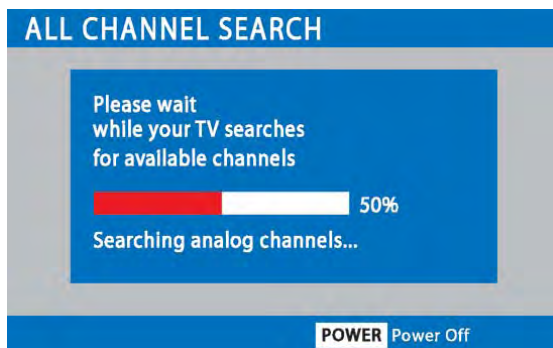 ALL CHANNEL SEARCH
Please wait
while your TV searches
for available channels
50%
Searching analog channels...
POWER Power Off